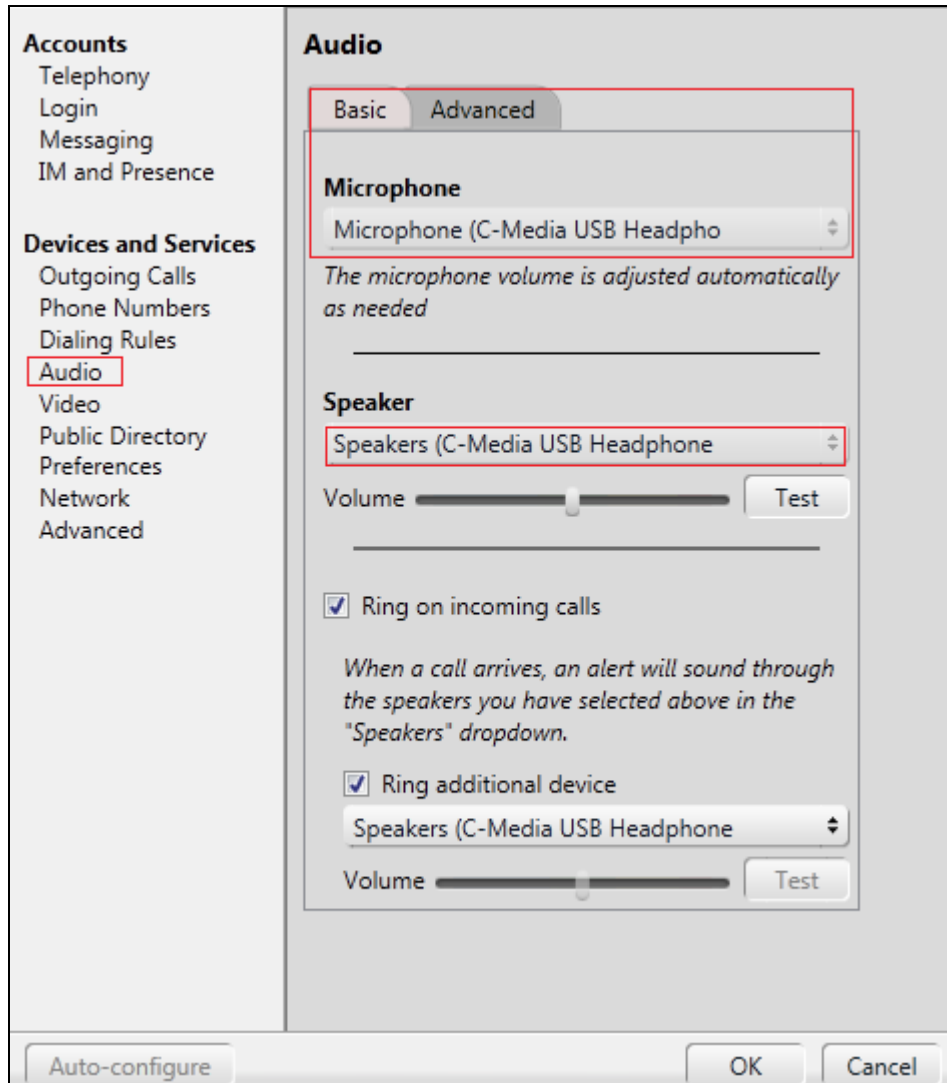 Accounts
Telephony
Login
Messaging
IM and Presence
Devices and Services
Outgoing Calls
Phone Numbers
Dialing Rules
Audio
Video
Public Directory
Preferences
Network
Advanced
Audio
Basic Advanced
Microphone
Microphone (C-Media USB Headpho
The microphone volume is adjusted automatically
as needed
Speaker
Speakers (C-Media USB Headphone
Volume Test
Ring on incoming calls
When a call arrives, an alert will sound through
the speakers you have selected above in the
"Speakers" dropdown.
Ring additional device
Speakers (C-Media USB Headphone
Volume Test
Auto-configure OK Cancel